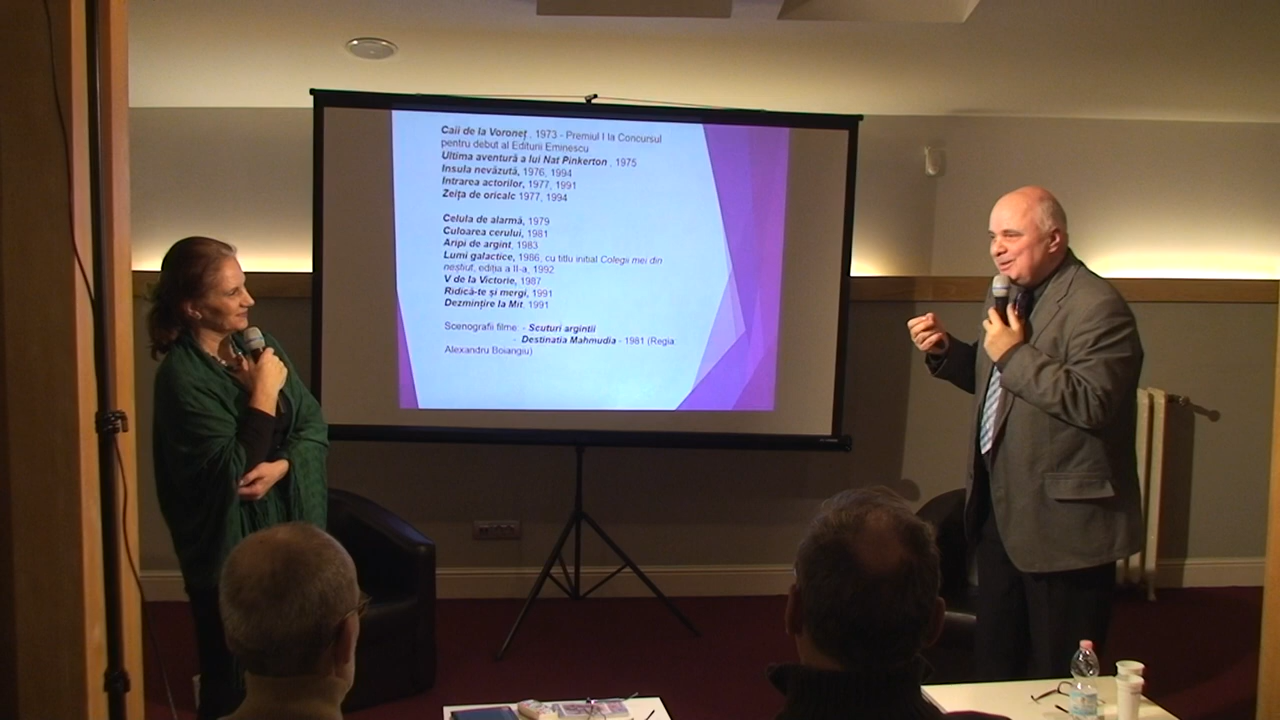 Caii de la Voroneț , 1973 - Premiul I la Concursul
pentru debut al Editurii Eminescu
Ultima aventură a lui Nat Pinkerton , 1975
Insula nevăzută, 1976, 1994
Intrarea actorilor, 1977, 1991
Zeița de oricalc 1977, 1994
Celula de alarmă, 1979
Culoarea cerului, 1981
Aripi de argint, 1983
Lumi galactice, 1986, cu titlu initial Colegii mei din
neștiut, ediția a II-a, 1992
V de la Victorie, 1987
Ridică-te și mergi, 1991
Dezmințire la Mit, 1991
Scenografii filme - Scuturi argintii
- Destinatia Mahmudia - 1981 (Regia
Alexandru Boiangiu)